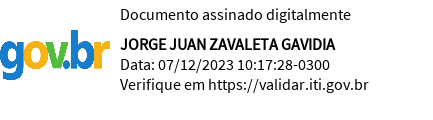 Documento assinado digitalmente
gov.br
JORGE JUAN ZAVALETA GAVIDIA
Data: 07/12/2023 10:17:28-0300
Verifique em https://validar.iti.gov.br